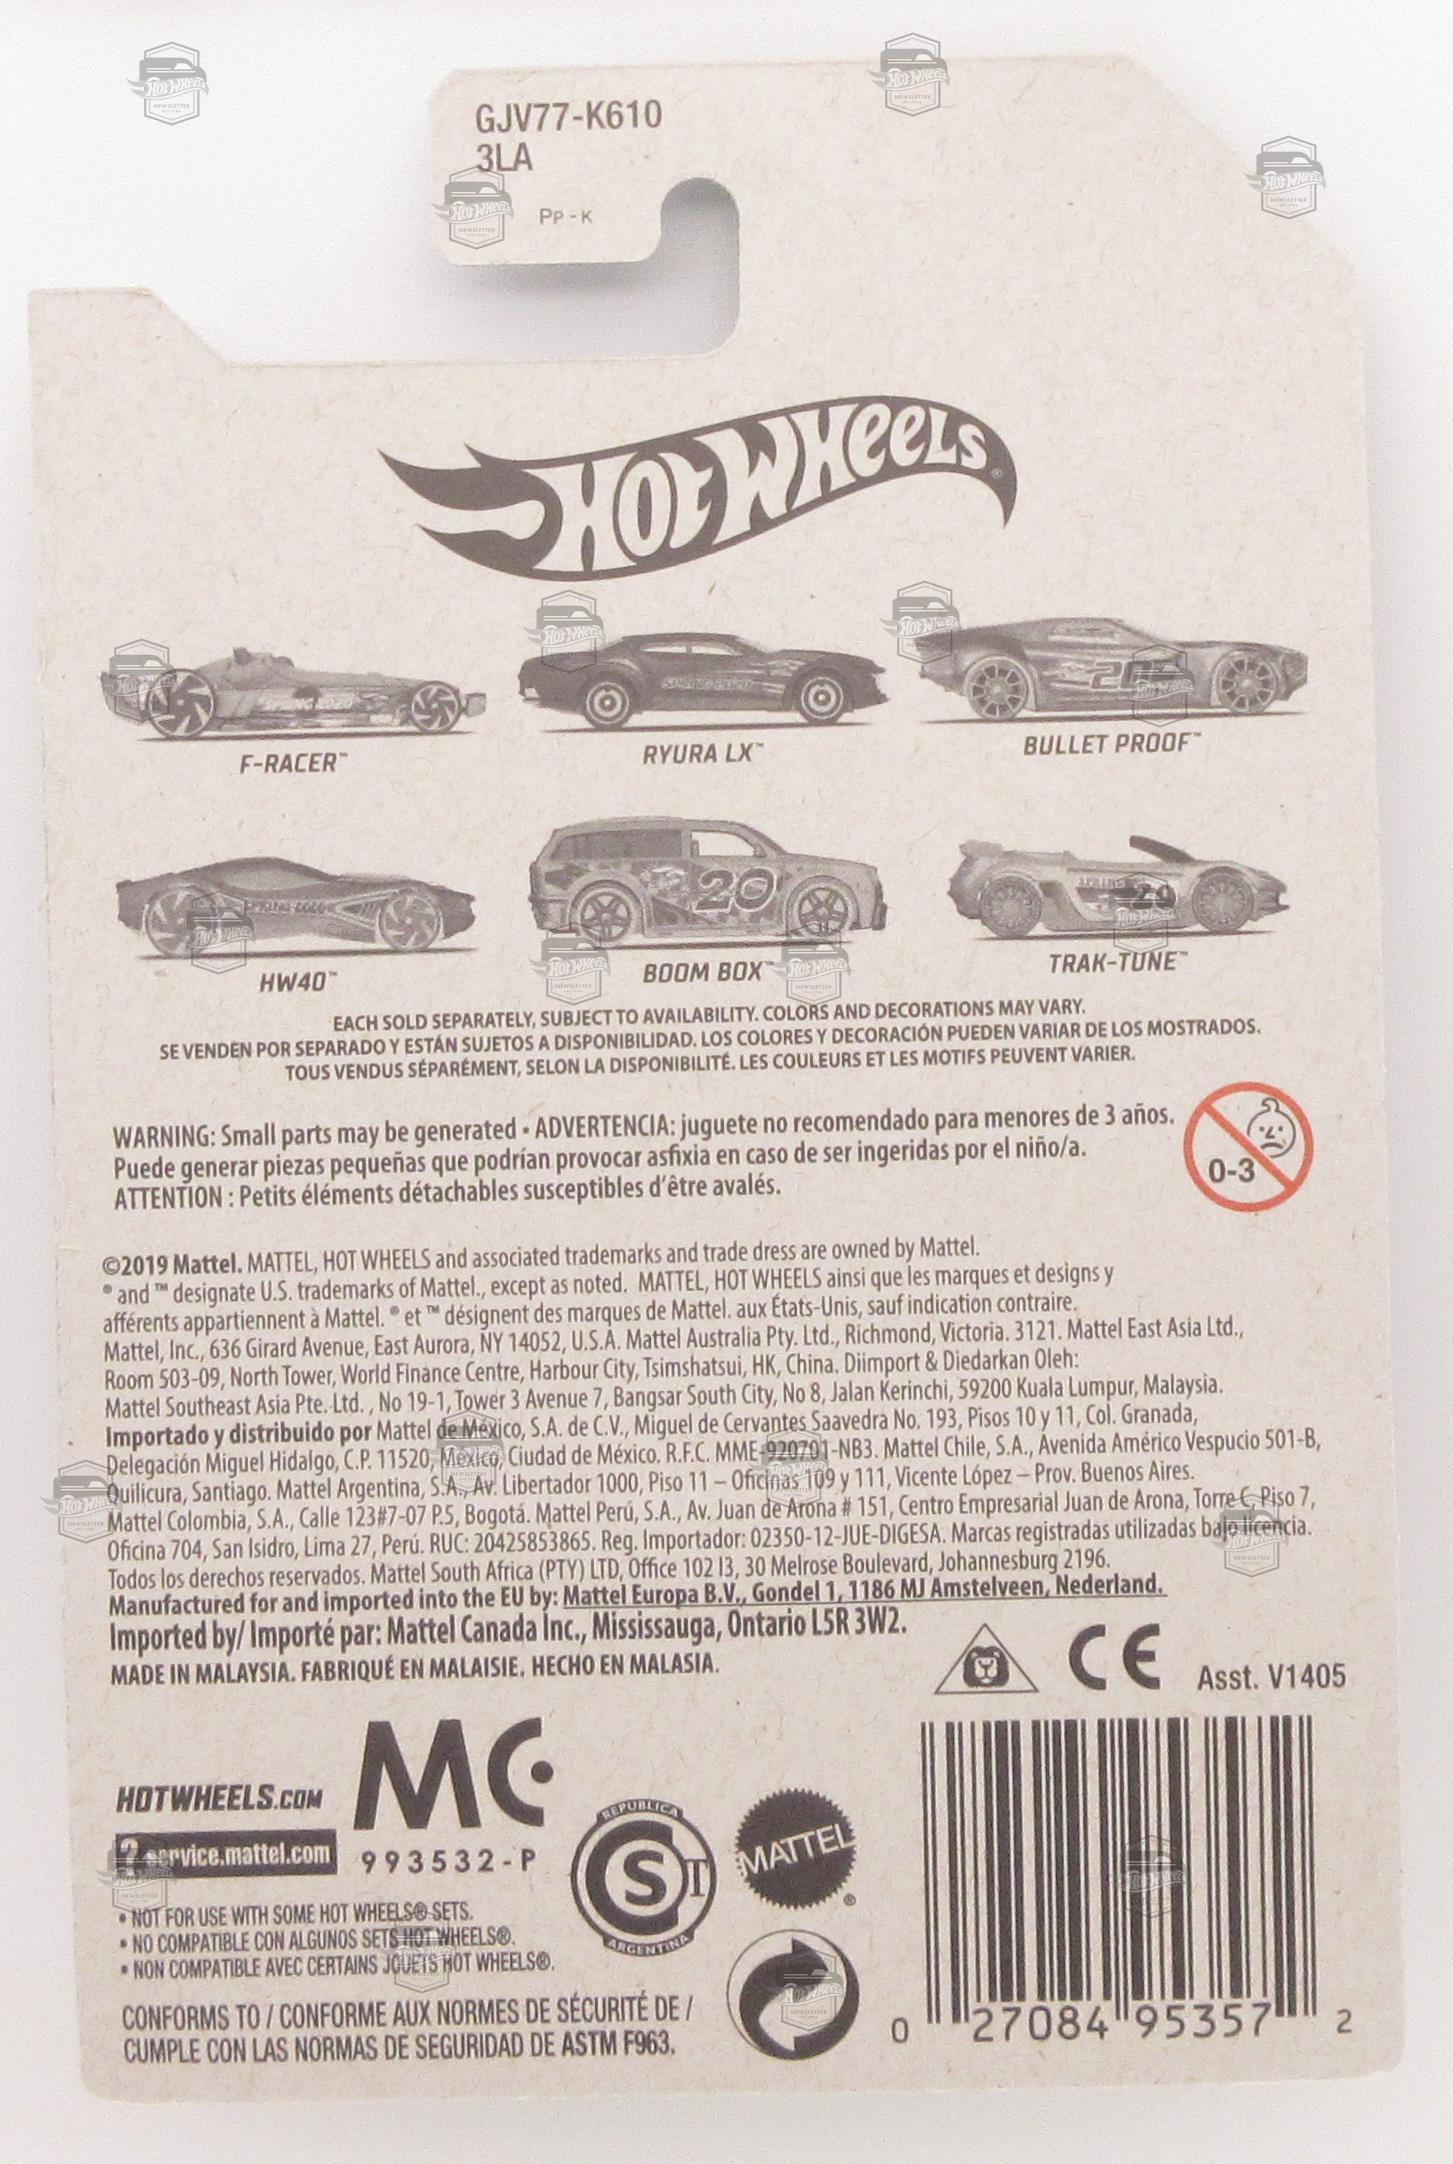 GJV77-K610
3LA
Pp - K
HOT WHEELS®
SPRING 2020
SPRING 2020
20
F-RACER™
RYURA LX™
BULLET PROOF™
SPRING 2020
20
SPRING 20
HW40™
BOOM BOX™
TRAK-TUNE™
EACH SOLD SEPARATELY, SUBJECT TO AVAILABILITY. COLORS AND DECORATIONS MAY VARY.
SE VENDEN POR SEPARADO Y ESTÁN SUJETOS A DISPONIBILIDAD. LOS COLORES Y DECORACIÓN PUEDEN VARIAR DE LOS MOSTRADOS.
TOUS VENDUS SÉPARÉMENT, SELON LA DISPONIBILITÉ. LES COULEURS ET LES MOTIFS PEUVENT VARIER.
WARNING: Small parts may be generated • ADVERTENCIA: juguete no recomendado para menores de 3 años.
Puede generar piezas pequeñas que podrían provocar asfixia en caso de ser ingeridas por el niño/a.
ATTENTION : Petits éléments détachables susceptibles d'être avalés.
0-3
©2019 Mattel. MATTEL, HOT WHEELS and associated trademarks and trade dress are owned by Mattel.
® and ™ designate U.S. trademarks of Mattel., except as noted. MATTEL, HOT WHEELS ainsi que les marques et designs y
afférents appartiennent à Mattel. ® et ™ désignent des marques de Mattel. aux États-Unis, sauf indication contraire.
Mattel, Inc., 636 Girard Avenue, East Aurora, NY 14052, U.S.A. Mattel Australia Pty. Ltd., Richmond, Victoria. 3121. Mattel East Asia Ltd.,
Room 503-09, North Tower, World Finance Centre, Harbour City, Tsimshatsui, HK, China. Diimport & Diedarkan Oleh:
Mattel Southeast Asia Pte. Ltd. , No 19-1, Tower 3 Avenue 7, Bangsar South City, No 8, Jalan Kerinchi, 59200 Kuala Lumpur, Malaysia.
Importado y distribuido por Mattel de México, S.A. de C.V., Miguel de Cervantes Saavedra No. 193, Pisos 10 y 11, Col. Granada,
Delegación Miguel Hidalgo, C.P. 11520, México, Ciudad de México. R.F.C. MME-920701-NB3. Mattel Chile, S.A., Avenida Américo Vespucio 501-B,
Quilicura, Santiago. Mattel Argentina, S.A., Av. Libertador 1000, Piso 11 – Oficinas 109 y 111, Vicente López – Prov. Buenos Aires.
Mattel Colombia, S.A., Calle 123#7-07 P.5, Bogotá. Mattel Perú, S.A., Av. Juan de Arona # 151, Centro Empresarial Juan de Arona, Torre C, Piso 7,
Oficina 704, San Isidro, Lima 27, Perú. RUC: 20425853865. Reg. Importador: 02350-12-JUE-DIGESA. Marcas registradas utilizadas bajo licencia.
Todos los derechos reservados. Mattel South Africa (PTY) LTD, Office 102 I3, 30 Melrose Boulevard, Johannesburg 2196.
Manufactured for and imported into the EU by: Mattel Europa B.V., Gondel 1, 1186 MJ Amstelveen, Nederland.
Imported by/ Importé par: Mattel Canada Inc., Mississauga, Ontario L5R 3W2.
MADE IN MALAYSIA. FABRIQUÉ EN MALAISIE. HECHO EN MALASIA.
CE
Asst. V1405
HOTWHEELS.COM
MC
service.mattel.com
993532-P
REPUBLICA
CST
ARGENTINA
MATTEL®
• NOT FOR USE WITH SOME HOT WHEELS® SETS.
• NO COMPATIBLE CON ALGUNOS SETS HOT WHEELS®.
• NON COMPATIBLE AVEC CERTAINS JOUETS HOT WHEELS®.
CONFORMS TO / CONFORME AUX NORMES DE SÉCURITÉ DE /
CUMPLE CON LAS NORMAS DE SEGURIDAD DE ASTM F963.
0 27084 95357 2